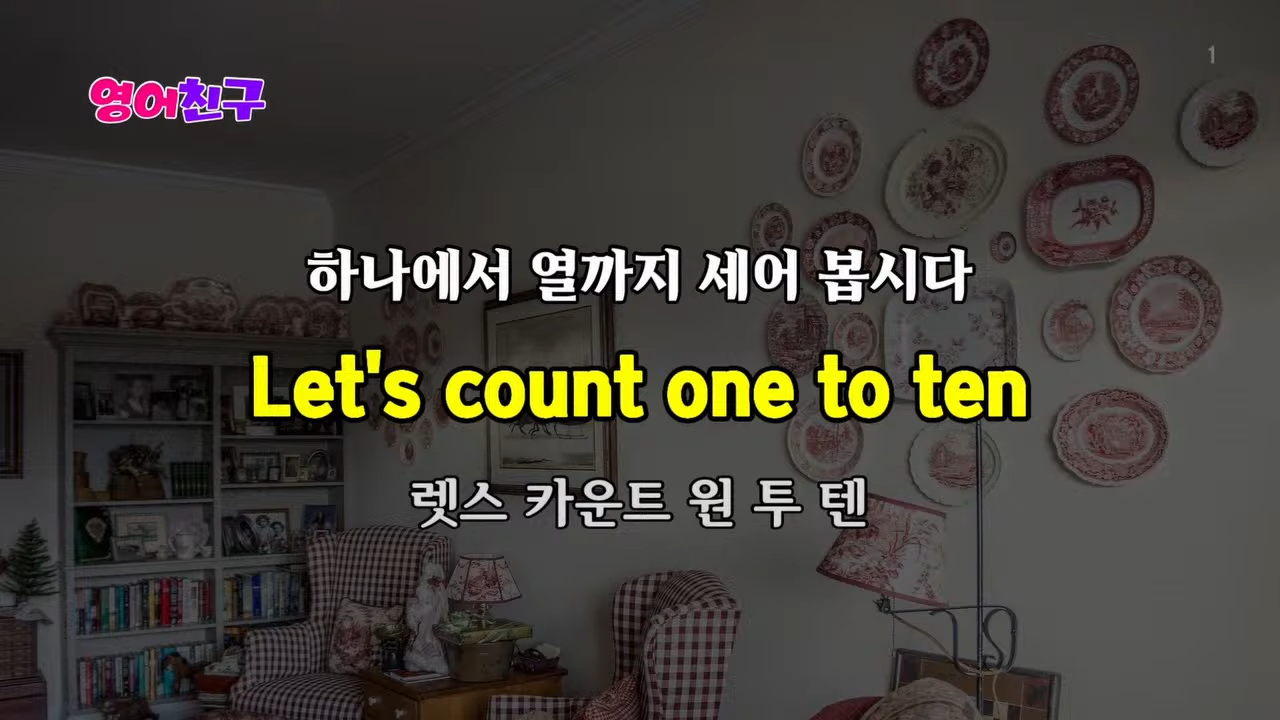 영어친구
1
하나에서 열까지 세어 봅시다
Let's count one to ten
렛스 카운트 원 투 텐